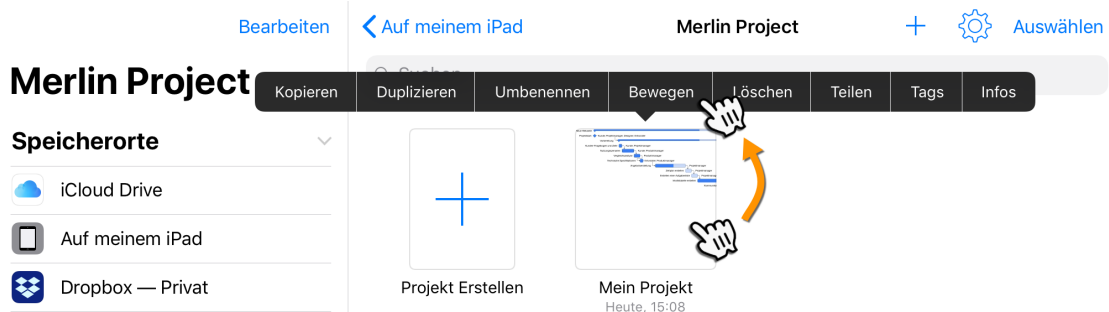 Bearbeiten
Auf meinem iPad
Merlin Project
Auswählen
Merlin Project
Suchen
Kopieren
Duplizieren
Umbenennen
Bewegen
Löschen
Teilen
Tags
Infos
Speicherorte
iCloud Drive
Auf meinem iPad
Dropbox — Privat
Projekt Erstellen
Mein Projekt
Heute, 15:08